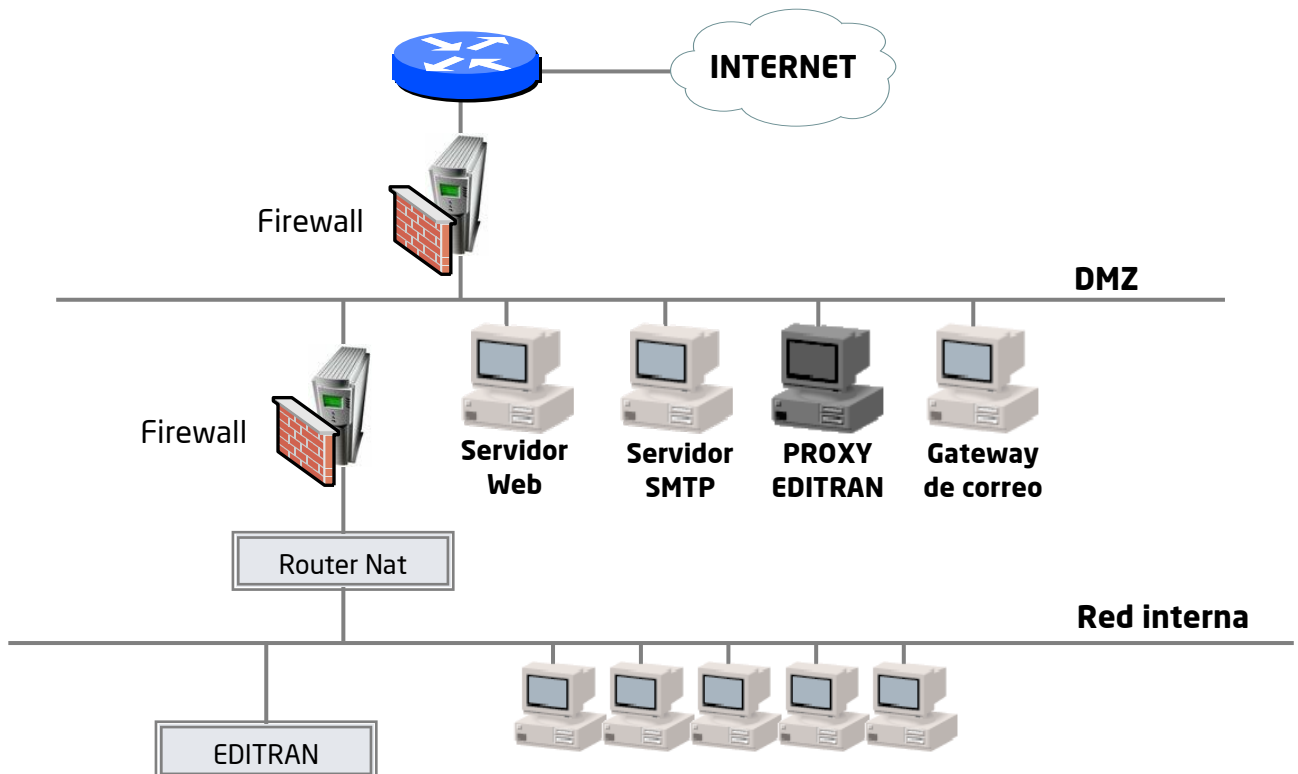 INTERNET
Firewall
DMZ
Firewall
Servidor
Web
Servidor
SMTP
PROXY
EDITRAN
Gateway
de correo
Router Nat
Red interna
EDITRAN